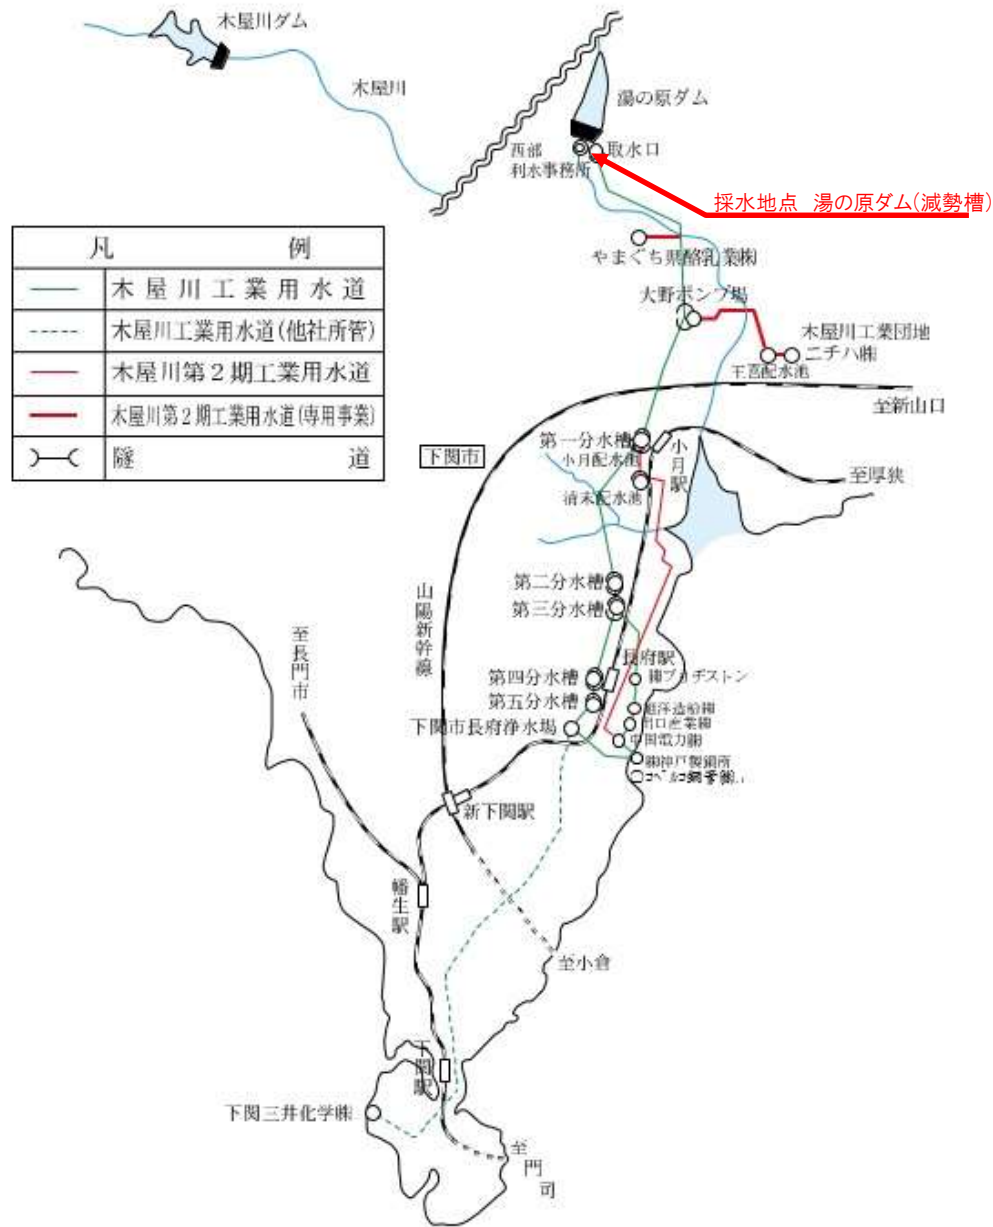 木屋川ダム
木屋川
湯の原ダム
西部
利水事務所
取水口
採水地点 湯の原ダム(減勢槽)
やまぐち県酪乳業㈱
大野ポンプ場
木屋川工業団地
ニチハ㈱
王喜配水池
凡例
木屋川工業用水道
木屋川工業用水道(他社所管)
木屋川第2期工業用水道
木屋川第2期工業用水道(専用事業)
隧道
至新山口
下関市
第一分水槽
小月配水池
小月駅
清末配水池
至厚狭
山陽新幹線
第二分水槽
第三分水槽
至長門市
長府駅
第四分水槽
㈱ブリヂストン
第五分水槽
下関市長府浄水場
中国電力㈱
㈱神戸製鋼所
新下関駅
幡生駅
至小倉
下関駅
下関三井化学㈱
至門司